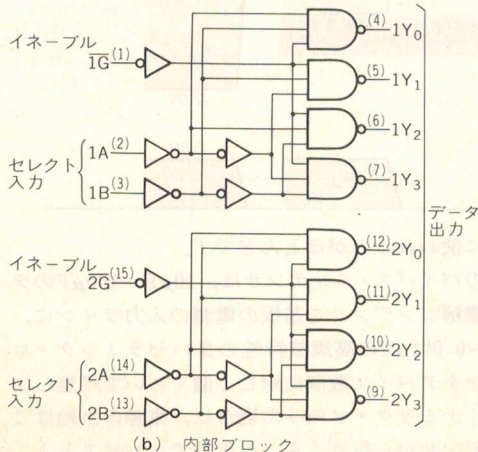 イネーブル
1G (1)
セレクト
入力
1A (2)
1B (3)
(4) 1Y0
(5) 1Y1
(6) 1Y2
(7) 1Y3
データ
出力
イネーブル
2G (15)
セレクト
入力
2A (14)
2B (13)
(12) 2Y0
(11) 2Y1
(10) 2Y2
(9) 2Y3
(b) 内部ブロック